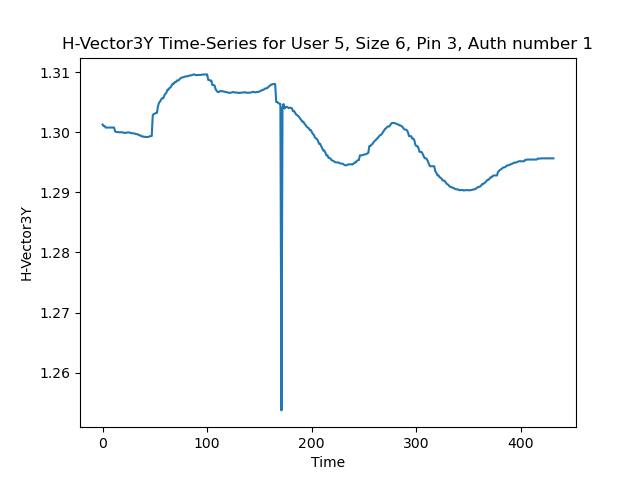 H-Vector3Y Time-Series for User 5, Size 6, Pin 3, Auth number 1
1.31
1.30
1.29
1.28
1.27
1.26
H-Vector3Y
0 100 200 300 400
Time